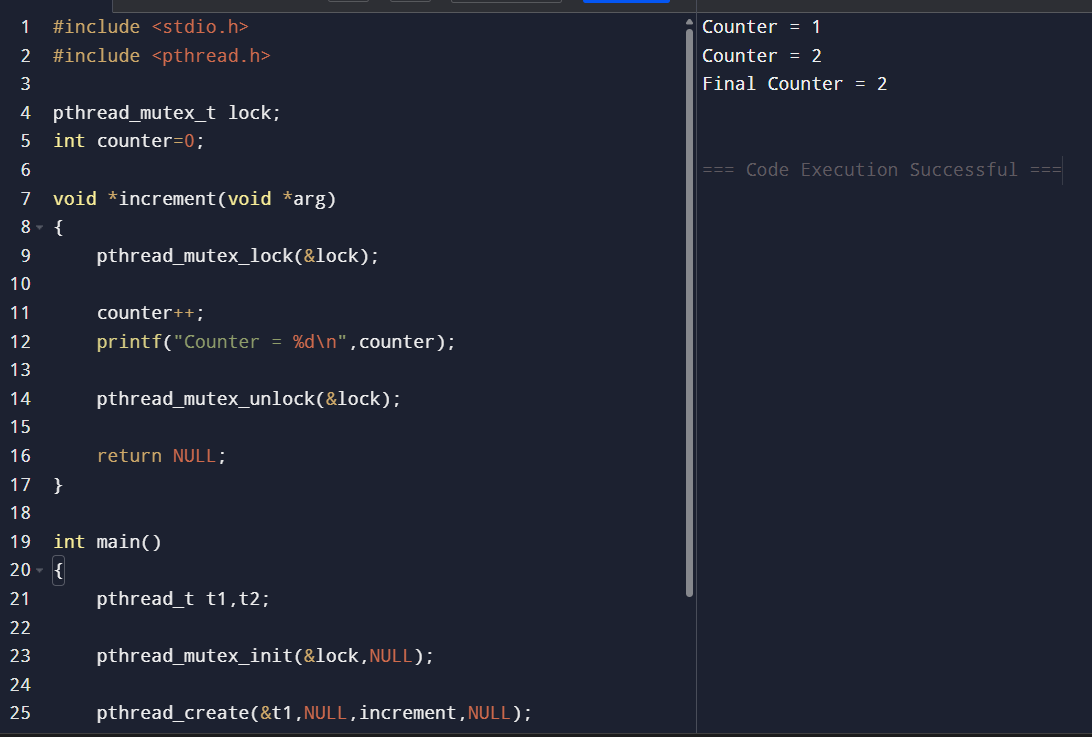 1 #include <stdio.h>
2 #include <pthread.h>
3
4 pthread_mutex_t lock;
5 int counter=0;
6
7 void *increment(void *arg)
8 {
9     pthread_mutex_lock(&lock);
10
11     counter++;
12     printf("Counter = %d\n",counter);
13
14     pthread_mutex_unlock(&lock);
15
16     return NULL;
17 }
18
19 int main()
20 {
21     pthread_t t1,t2;
22
23     pthread_mutex_init(&lock,NULL);
24
25     pthread_create(&t1,NULL,increment,NULL);
Counter = 1
Counter = 2
Final Counter = 2
=== Code Execution Successful ===